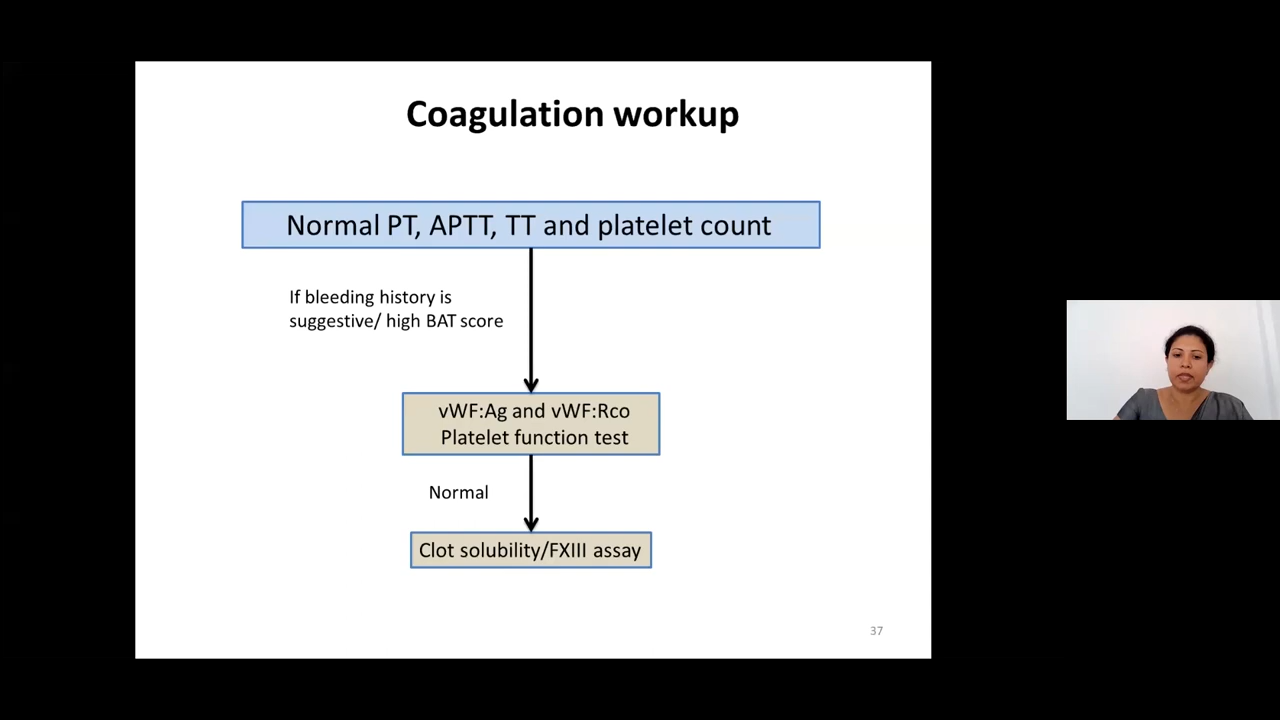 Coagulation workup
Normal PT, APTT, TT and platelet count
If bleeding history is
suggestive/ high BAT score
vWF:Ag and vWF:Rco
Platelet function test
Normal
Clot solubility/FXIII assay
37